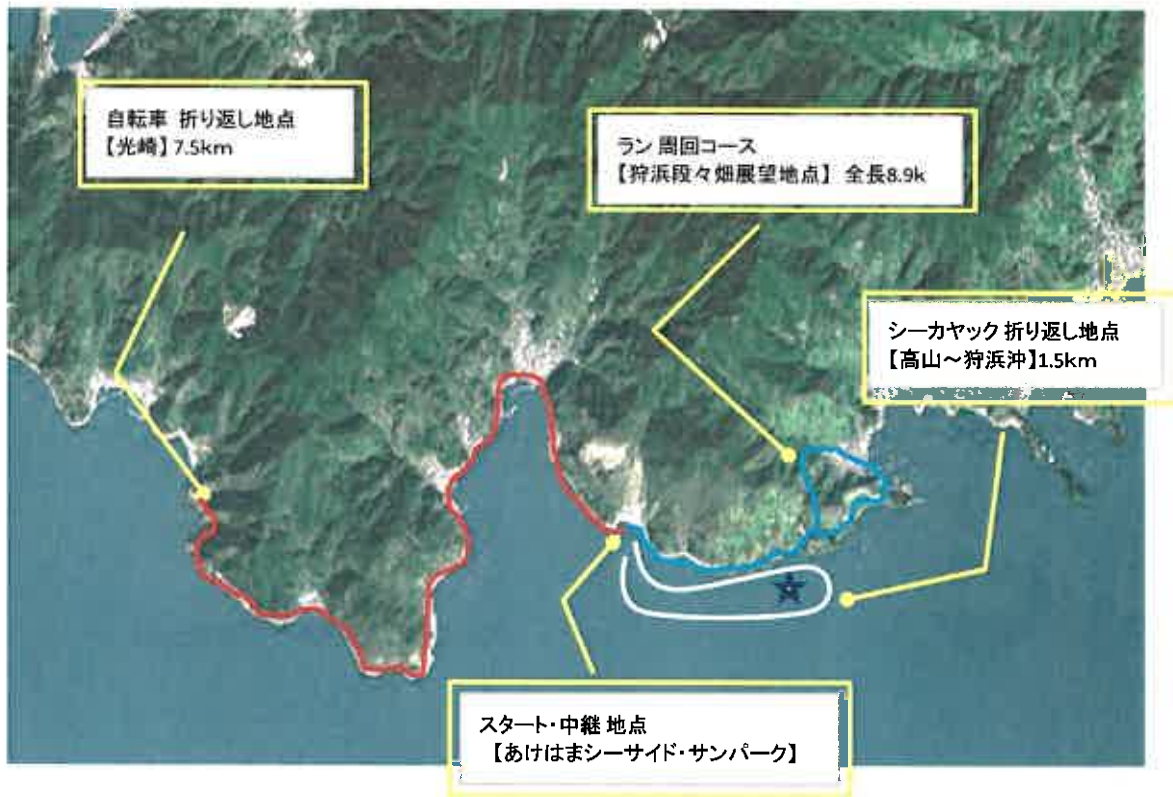 自転車 折り返し地点
【光崎】7.5km
ラン 周回コース
【狩浜段々畑展望地点】 全長8.9k
シーカヤック 折り返し地点
【高山～狩浜沖】1.5km
スタート・中継 地点
【あけはまシーサイド・サンパーク】